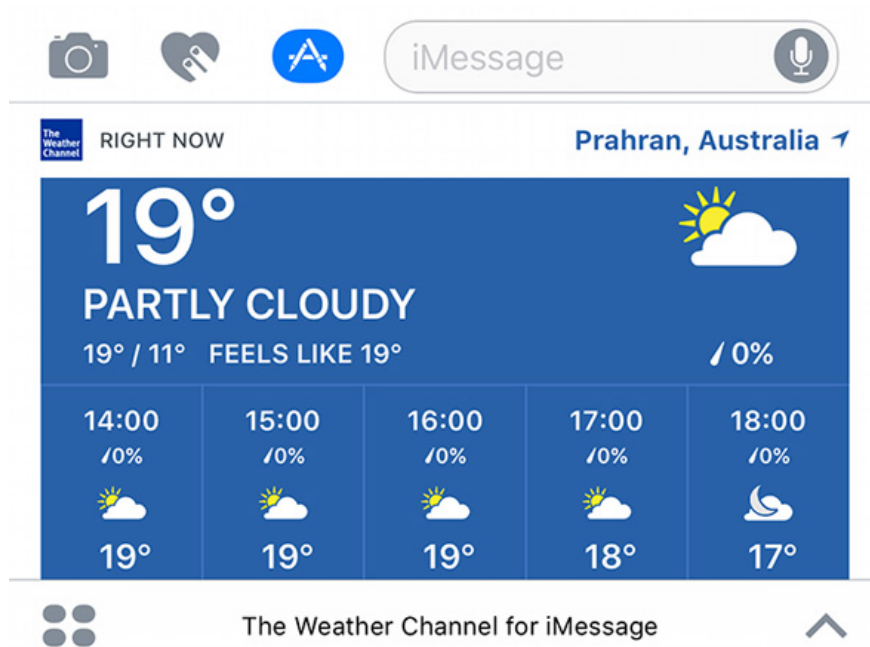 iMessage
The Weather Channel
RIGHT NOW
Prahran, Australia
19°
PARTLY CLOUDY
19° / 11° FEELS LIKE 19°
0%
14:00 15:00 16:00 17:00 18:00
0% 0% 0% 0% 0%
19° 19° 19° 18° 17°
The Weather Channel for iMessage